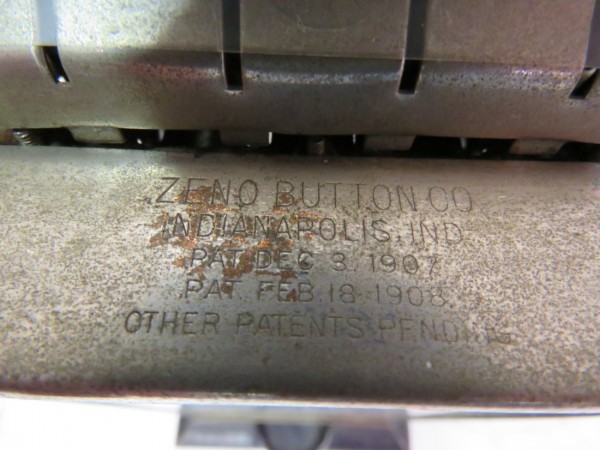 ZENO BUTTON CO
INDIANAPOLIS, IND.
PAT. DEC. 3, 1907
PAT. FEB. 18 1908
OTHER PATENTS PENDING